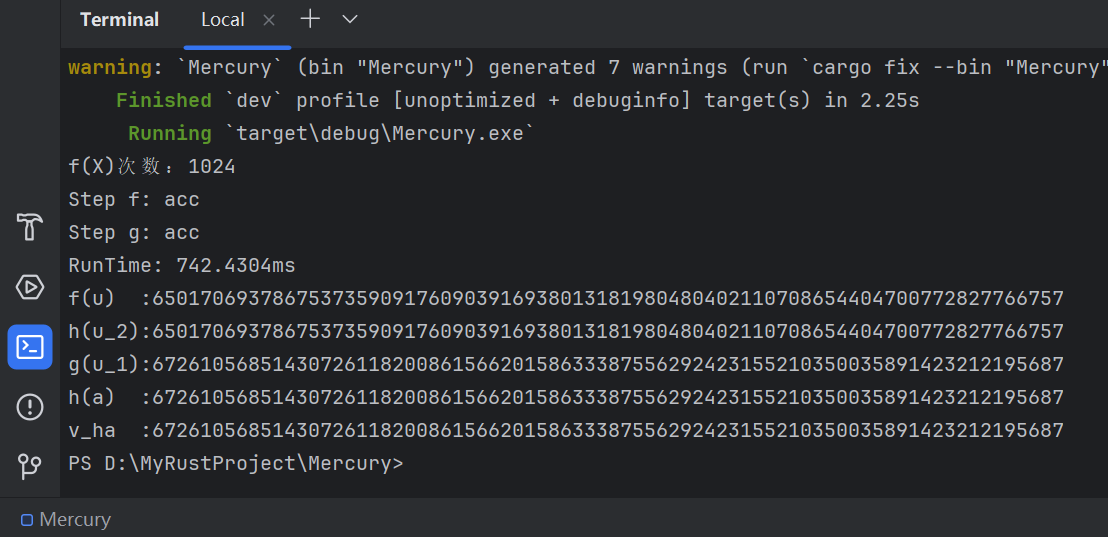 Terminal Local
warning: `Mercury` (bin "Mercury") generated 7 warnings (run `cargo fix --bin "Mercury"
Finished `dev` profile [unoptimized + debuginfo] target(s) in 2.25s
Running `target\debug\Mercury.exe`
f(X)次数：1024
Step f: acc
Step g: acc
RunTime: 742.4304ms
f(u)  :6501706937867537359091760903916938013181980480402110708654404700772827766757
h(u_2):6501706937867537359091760903916938013181980480402110708654404700772827766757
g(u_1):6726105685143072611820086156620158633387556292423155210350035891423212195687
h(a)  :6726105685143072611820086156620158633387556292423155210350035891423212195687
v_ha  :6726105685143072611820086156620158633387556292423155210350035891423212195687
PS D:\MyRustProject\Mercury>
Mercury